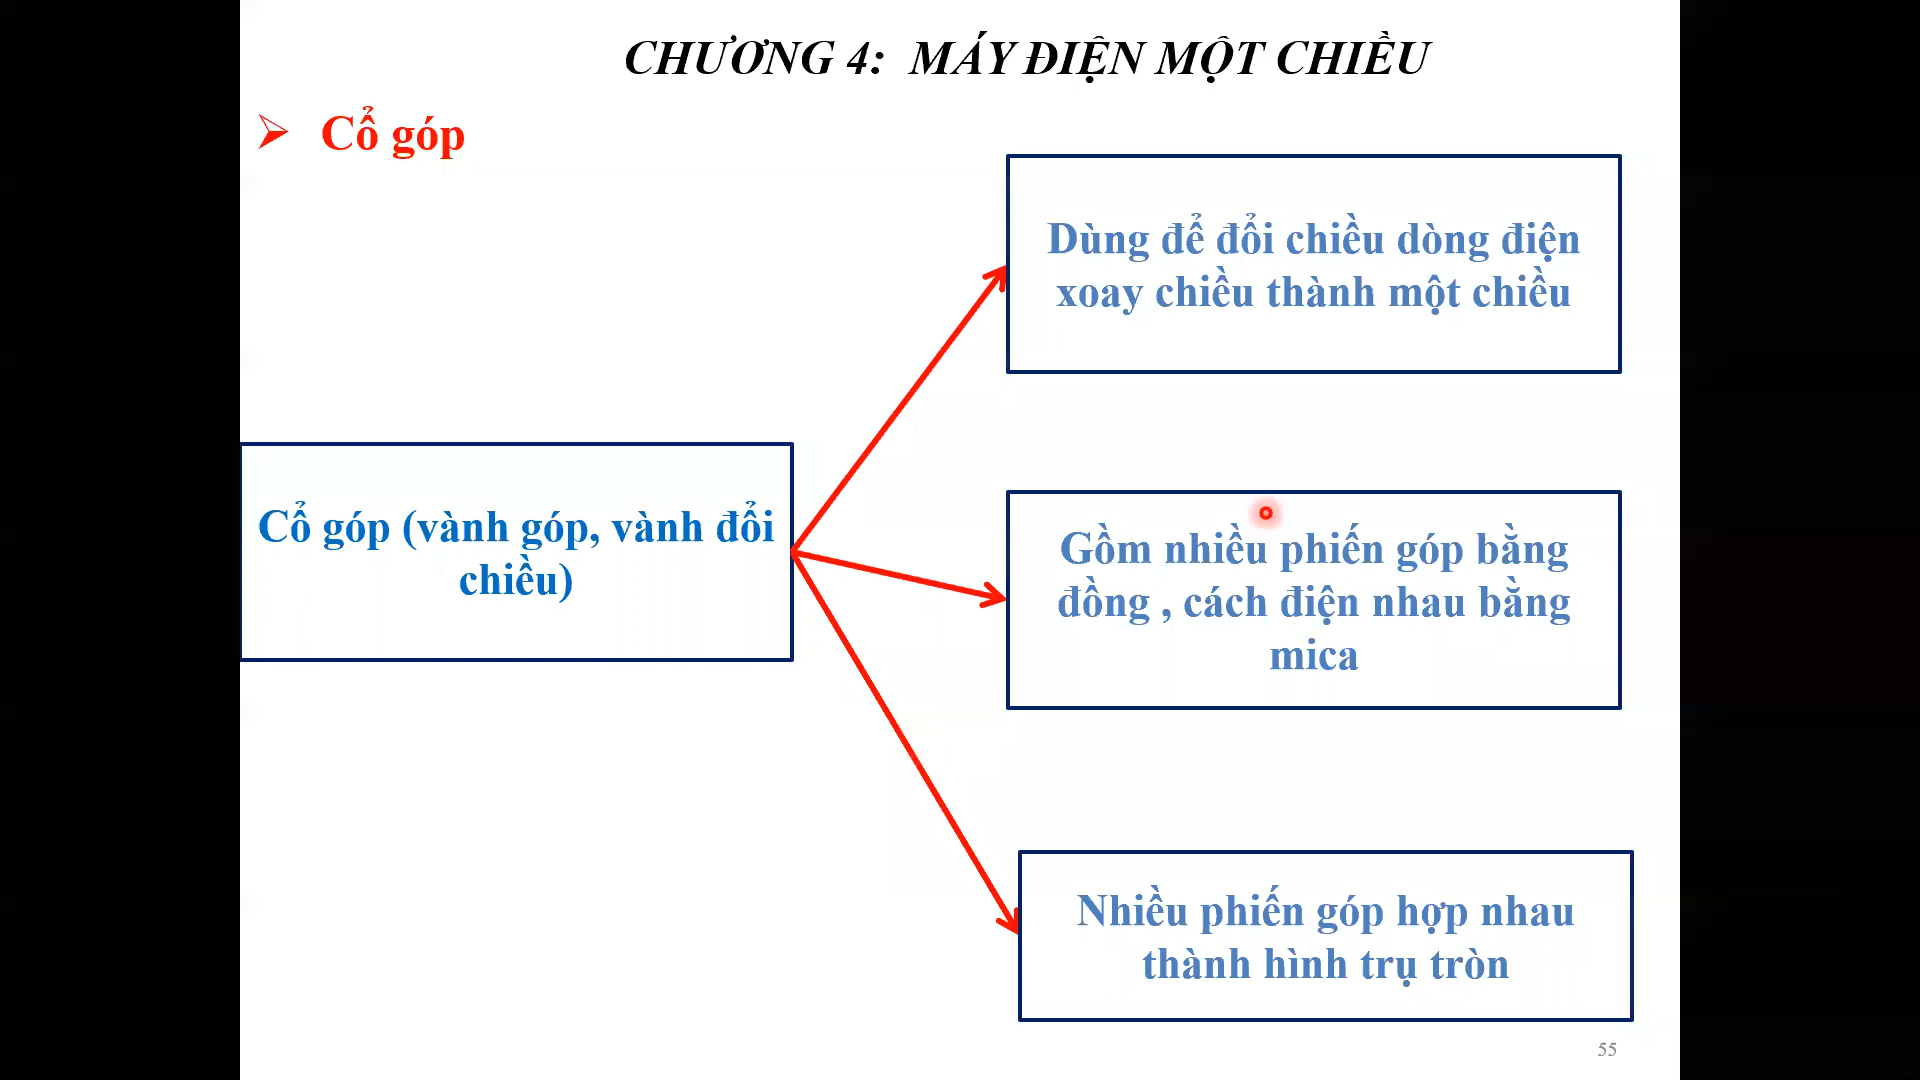 CHƯƠNG 4: MÁY ĐIỆN MỘT CHIỀU
Cổ góp
Dùng để đổi chiều dòng điện
xoay chiều thành một chiều
Cổ góp (vành góp, vành đổi
chiều)
Gồm nhiều phiến góp bằng
đồng , cách điện nhau bằng
mica
Nhiều phiến góp hợp nhau
thành hình trụ tròn
55